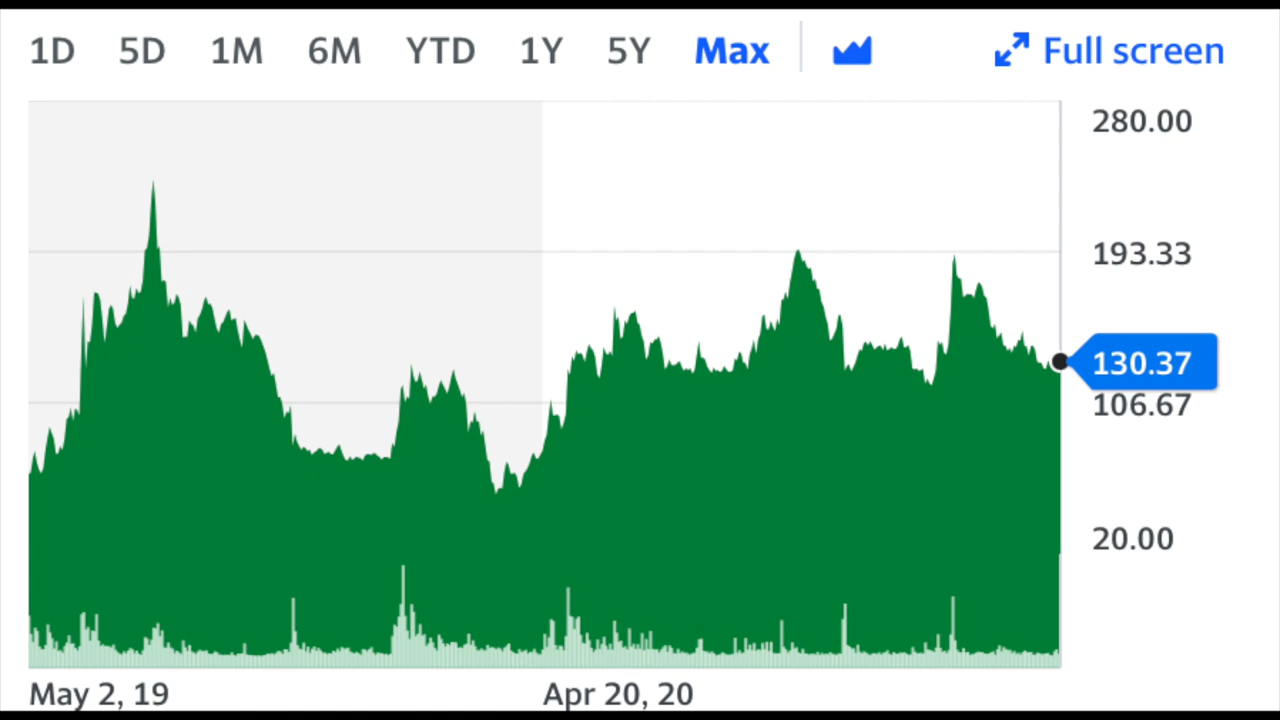 1D 5D 1M 6M YTD 1Y 5Y Max Full screen
280.00
193.33
130.37
106.67
20.00
May 2, 19 Apr 20, 20